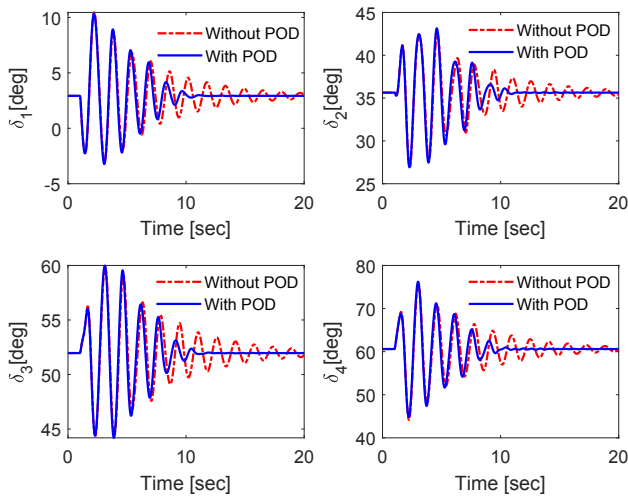 10
5
0
-5
δ1[deg]
Without POD
With POD
0
10
20
Time [sec]
45
40
35
30
25
δ2[deg]
Without POD
With POD
0
10
20
Time [sec]
60
55
50
45
δ3[deg]
Without POD
With POD
0
10
20
Time [sec]
80
70
60
50
40
δ4[deg]
Without POD
With POD
0
10
20
Time [sec]